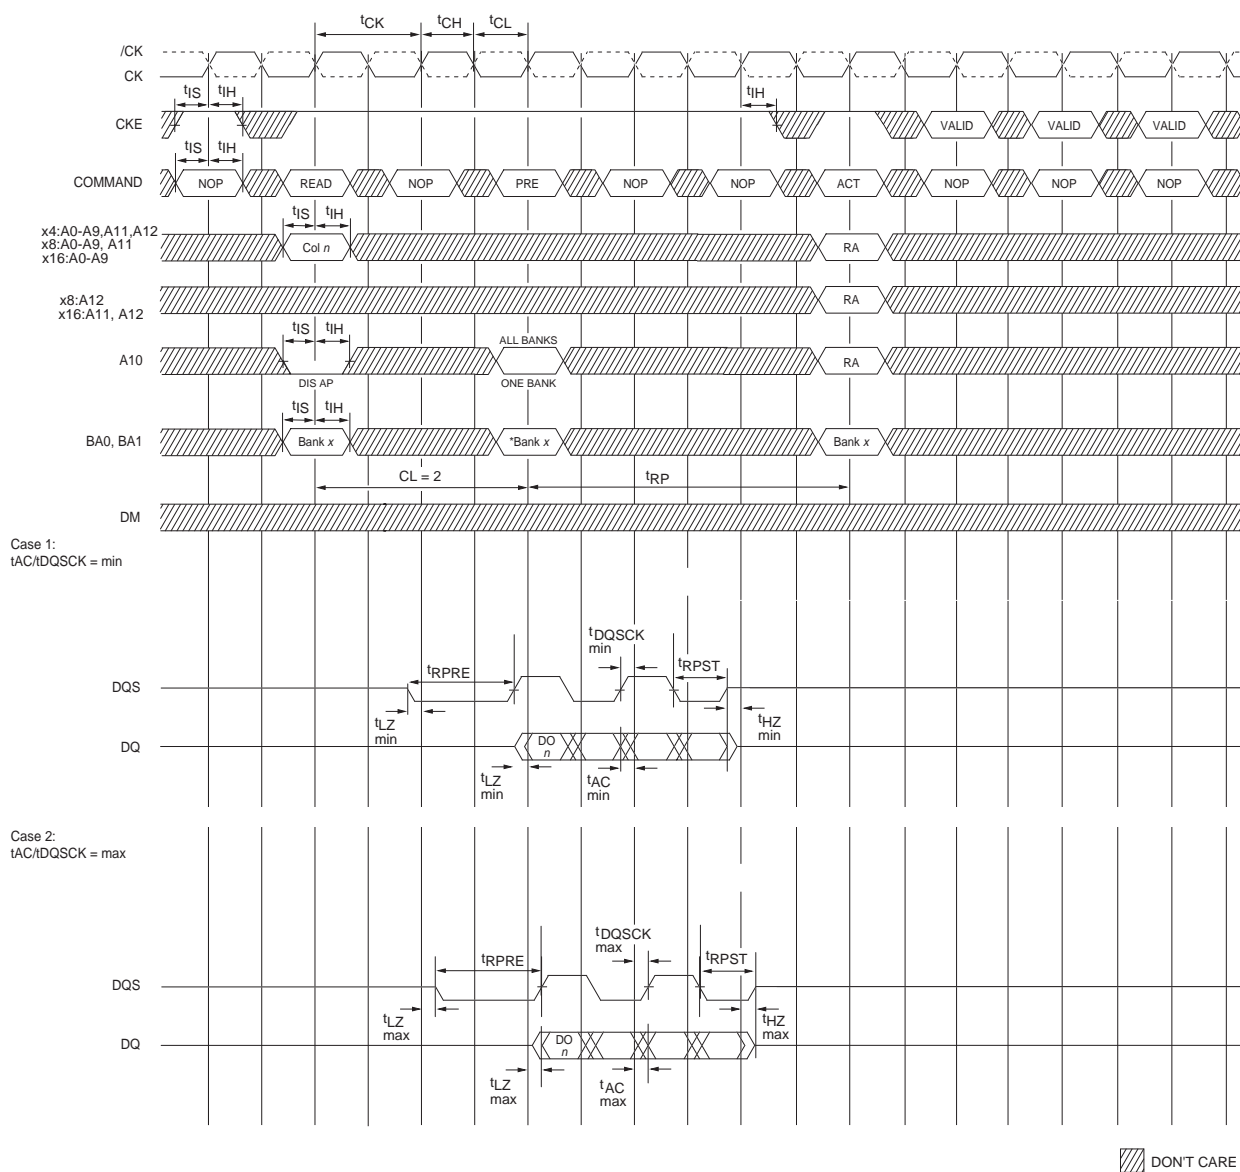 tCK tCH tCL
/CK
CK
tIS tIH tIH
CKE VALID VALID VALID
tIS tIH
COMMAND NOP READ NOP PRE NOP NOP ACT NOP NOP NOP
x4:A0-A9,A11,A12
x8:A0-A9, A11
x16:A0-A9
tIS tIH
Col n RA
x8:A12
x16:A11, A12
RA
tIS tIH
ALL BANKS
A10 RA
DIS AP ONE BANK
tIS tIH
BA0, BA1 Bank x *Bank x Bank x
CL = 2 tRP
DM
Case 1:
tAC/tDQSCK = min
tDQSCK
min
tRPRE tRPST
DQS
tLZ
min
tHZ
min
DQ DO
n
tLZ
min
tAC
min
Case 2:
tAC/tDQSCK = max
tDQSCK
max
tRPRE tRPST
DQS
tLZ
max
tHZ
max
DQ DO
n
tLZ
max
tAC
max
DON'T CARE